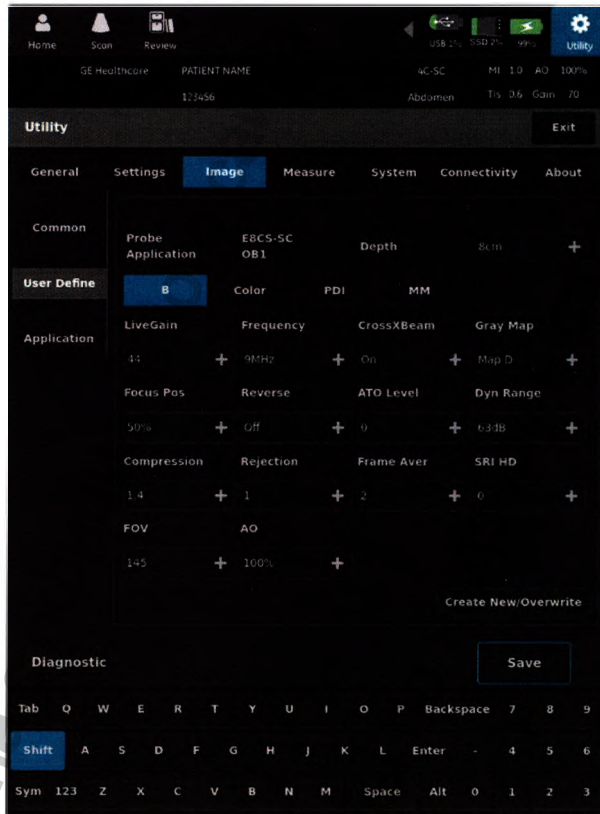 Home Scan Review USB 1% SSD 2% 99% Utility
GE Healthcare PATIENT NAME 4C-SC MI 1.0 AO 100%
123456 Abdomen TIs 0.6 Gain 70
Utility Exit
General Settings Image Measure System Connectivity About
Common
Probe Application E8CS-SC OB1 Depth 8cm +
User Define
B Color PDI MM
Application
LiveGain Frequency CrossXBeam Gray Map
44 + 9MHz + On + Map D +
Focus Pos Reverse ATO Level Dyn Range
50% + Off + 0 + 63dB +
Compression Rejection Frame Aver SRI HD
1.4 + 1 + 2 + 0 +
FOV AO
145 + 100% +
Create New/Overwrite
Diagnostic Save
Tab Q W E R T Y U I O P Backspace 7 8 9
Shift A S D F G H J K L Enter - 4 5 6
Sym 123 Z X C V B N M Space Alt 0 1 2 3